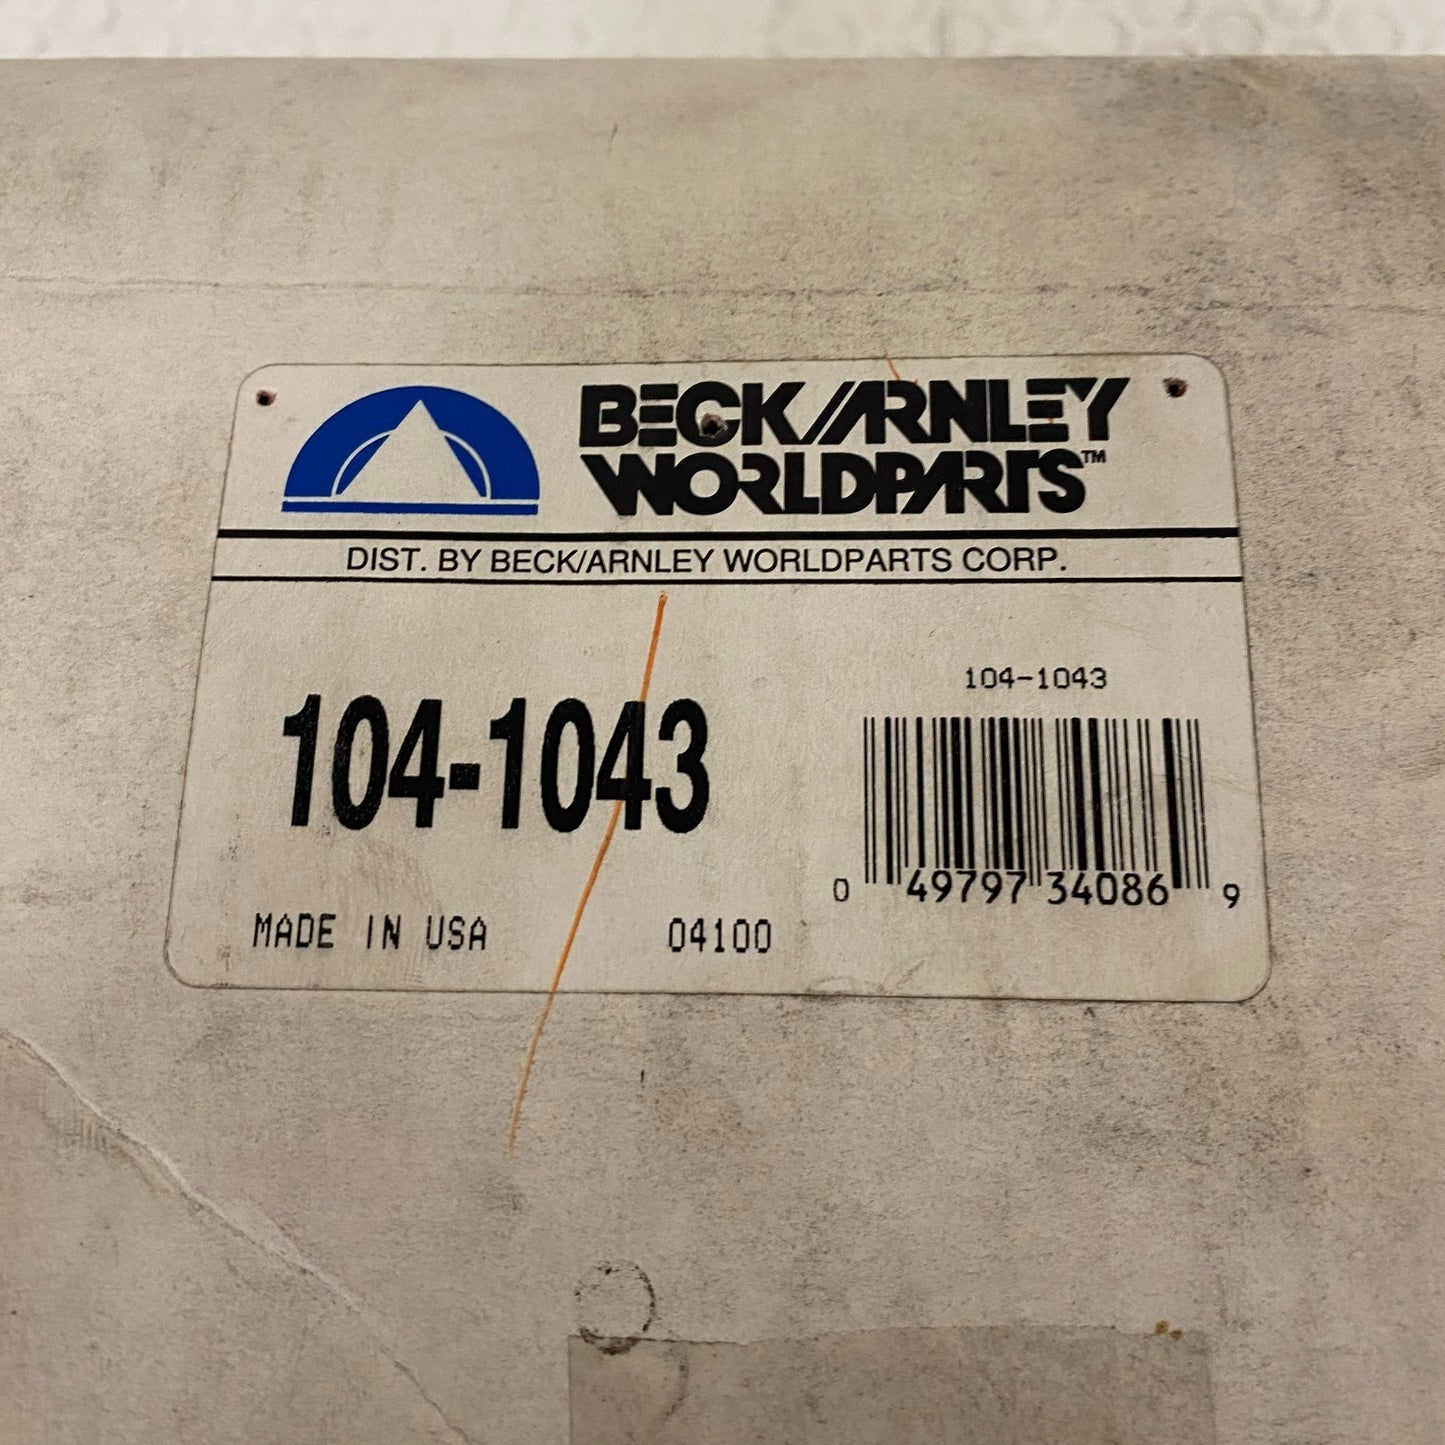 BECK/ARNLEY
WORLDPARTS™
DIST. BY BECK/ARNLEY WORLDPARTS CORP.
104-1043
104-1043
0 49797 34086 9
MADE IN USA 04100